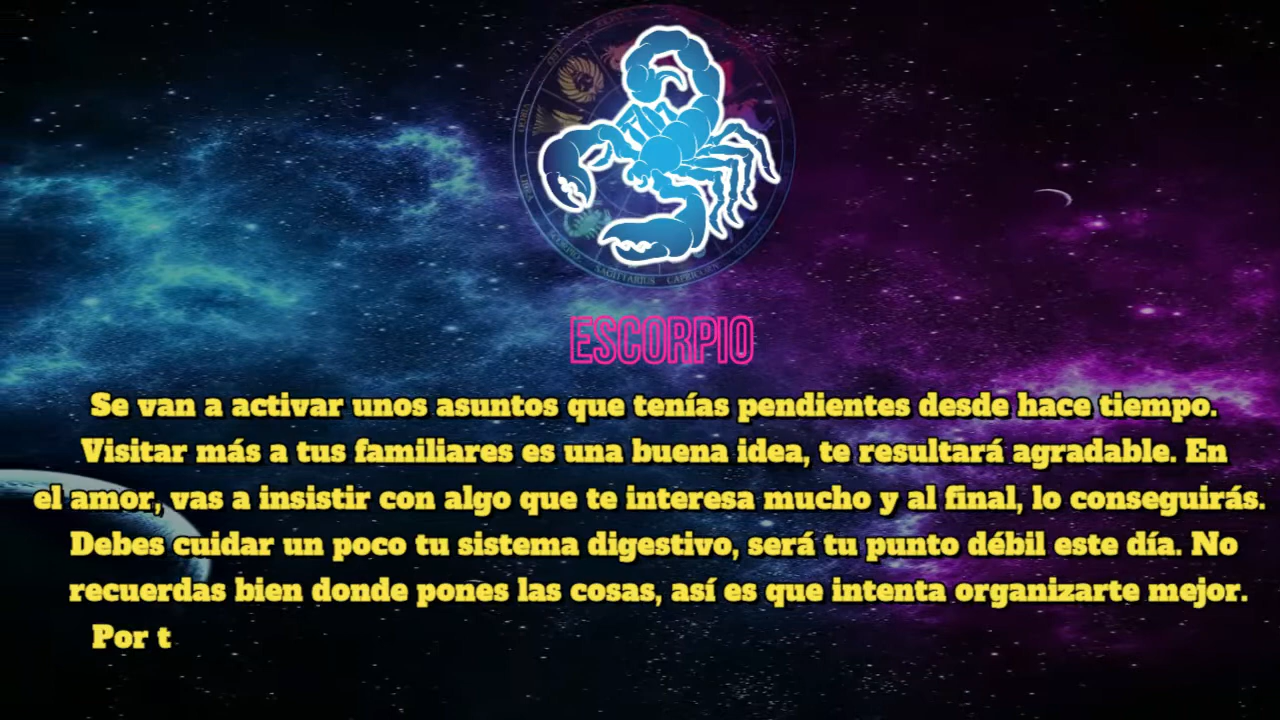 ESCORPIO
Se van a activar unos asuntos que tenías pendientes desde hace tiempo.
Visitar más a tus familiares es una buena idea, te resultará agradable. En
el amor, vas a insistir con algo que te interesa mucho y al final, lo conseguirás.
Debes cuidar un poco tu sistema digestivo, será tu punto débil este día. No
recuerdas bien donde pones las cosas, así es que intenta organizarte mejor.
Por t
SAGITTARIUS
CAPRICORN
LIBRA